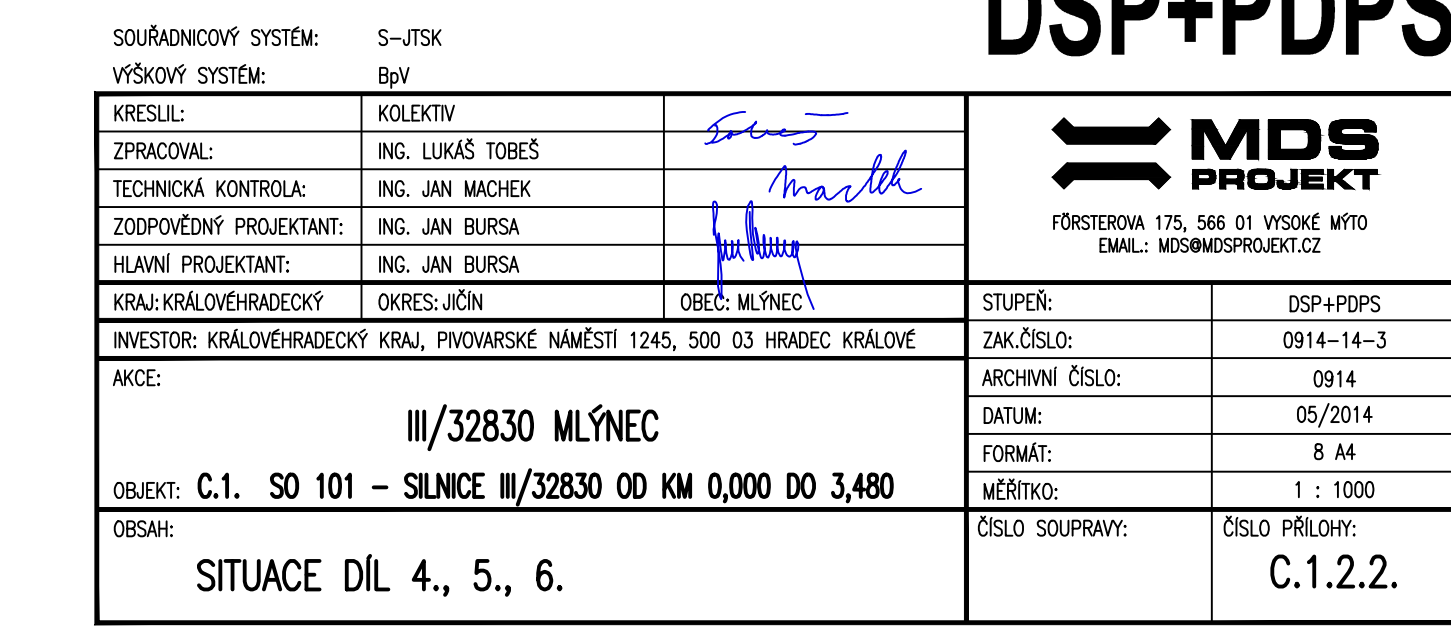 DSP+PDPS
SOUŘADNICOVÝ SYSTÉM: S-JTSK
VÝŠKOVÝ SYSTÉM: BpV
KRESLIL: KOLEKTIV
ZPRACOVAL: ING. LUKÁŠ TOBEŠ
TECHNICKÁ KONTROLA: ING. JAN MACHEK
ZODPOVĚDNÝ PROJEKTANT: ING. JAN BURSA
HLAVNÍ PROJEKTANT: ING. JAN BURSA
Tobeš
Machek
MDS
PROJEKT
FÖRSTEROVA 175, 566 01 VYSOKÉ MÝTO
EMAIL.: MDS@MDSPROJEKT.CZ
KRAJ: KRÁLOVÉHRADECKÝ OKRES: JIČÍN OBEC: MLÝNEC
INVESTOR: KRÁLOVÉHRADECKÝ KRAJ, PIVOVARSKÉ NÁMĚSTÍ 1245, 500 03 HRADEC KRÁLOVÉ
AKCE:
III/32830 MLÝNEC
OBJEKT: C.1. SO 101 – SILNICE III/32830 OD KM 0,000 DO 3,480
OBSAH:
SITUACE DÍL 4., 5., 6.
STUPEŇ: DSP+PDPS
ZAK.ČÍSLO: 0914-14-3
ARCHIVNÍ ČÍSLO: 0914
DATUM: 05/2014
FORMÁT: 8 A4
MĚŘÍTKO: 1 : 1000
ČÍSLO SOUPRAVY:
ČÍSLO PŘÍLOHY:
C.1.2.2.